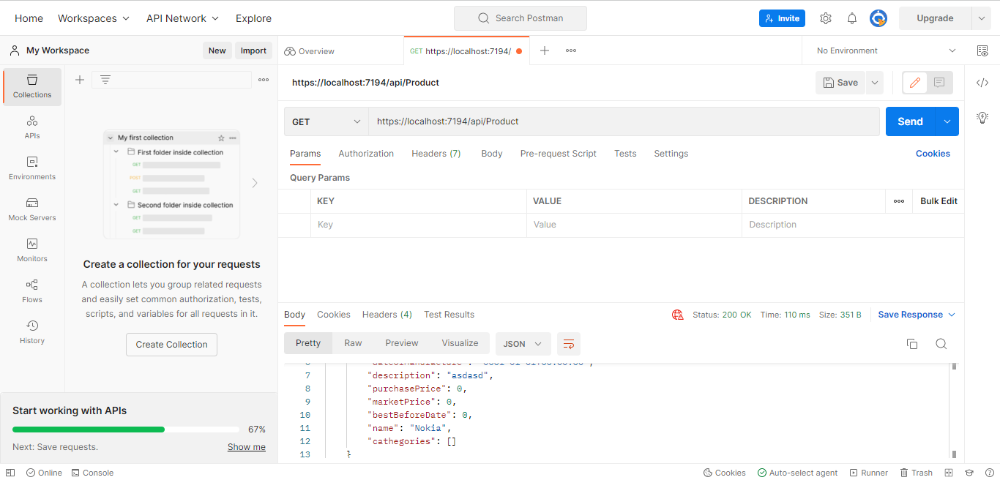 Home Workspaces API Network Explore Search Postman Invite Upgrade
My Workspace New Import Overview GET https://localhost:7194/ No Environment
https://localhost:7194/api/Product Save
GET https://localhost:7194/api/Product Send
Params Authorization Headers (7) Body Pre-request Script Tests Settings Cookies
Query Params
KEY VALUE DESCRIPTION Bulk Edit
Key Value Description
Collections
APIs
Environments
Mock Servers
Monitors
Flows
History
My first collection
First folder inside collection
GET
POST
GET
Second folder inside collection
GET
GET
Create a collection for your requests
A collection lets you group related requests
and easily set common authorization, tests,
scripts, and variables for all requests in it.
Create Collection
Start working with APIs
67%
Next: Save requests. Show me
Body Cookies Headers (4) Test Results Status: 200 OK Time: 110 ms Size: 351 B Save Response
Pretty Raw Preview Visualize JSON
7 "description": "asdasd",
8 "purchasePrice": 0,
9 "marketPrice": 0,
10 "bestBeforeDate": 0,
11 "name": "Nokia",
12 "cathegories": []
13 }
Online Console Cookies Auto-select agent Runner Trash